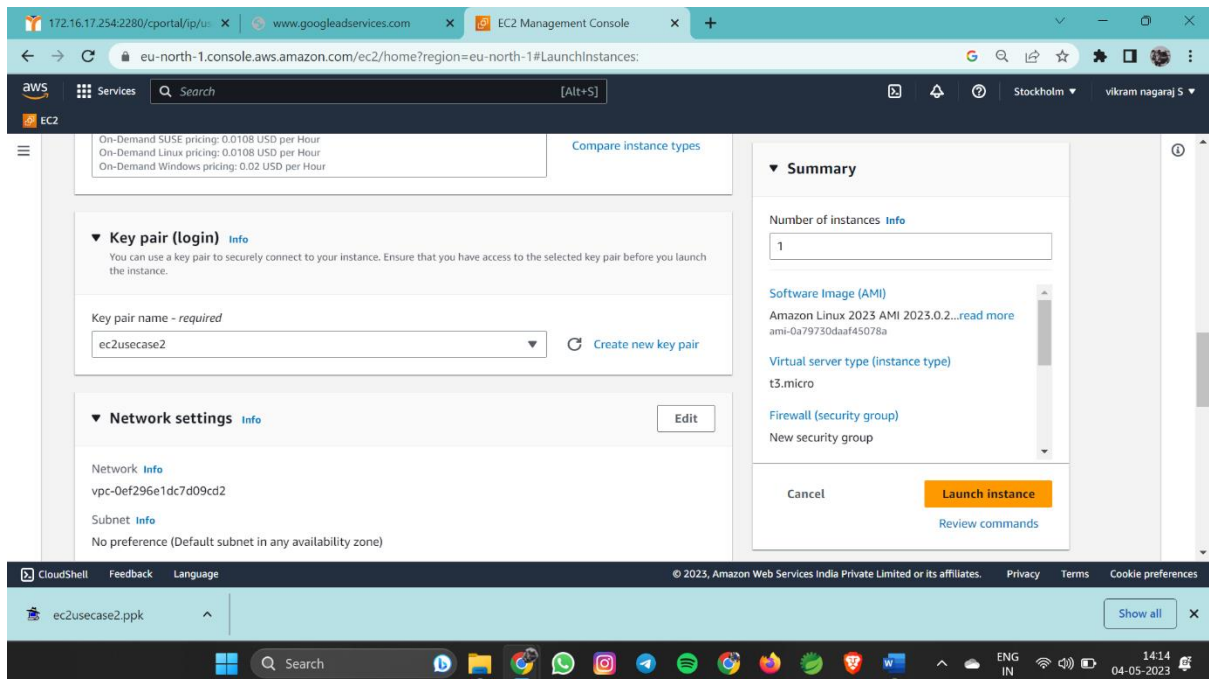 172.16.17.254:2280/cportal/ip/us
www.googleadservices.com
EC2 Management Console
eu-north-1.console.aws.amazon.com/ec2/home?region=eu-north-1#LaunchInstances:
aws
Services
Search
[Alt+S]
Stockholm
vikram nagaraj S
EC2
On-Demand SUSE pricing: 0.0108 USD per Hour
On-Demand Linux pricing: 0.0108 USD per Hour
On-Demand Windows pricing: 0.02 USD per Hour
Compare instance types
Key pair (login) Info
You can use a key pair to securely connect to your instance. Ensure that you have access to the selected key pair before you launch
the instance.
Key pair name - required
ec2usecase2
Create new key pair
Network settings Info
Edit
Network Info
vpc-0ef296e1dc7d09cd2
Subnet Info
No preference (Default subnet in any availability zone)
Summary
Number of instances Info
1
Software Image (AMI)
Amazon Linux 2023 AMI 2023.0.2...read more
ami-0a79730daaf45078a
Virtual server type (instance type)
t3.micro
Firewall (security group)
New security group
Cancel
Launch instance
Review commands
CloudShell
Feedback
Language
© 2023, Amazon Web Services India Private Limited or its affiliates.
Privacy
Terms
Cookie preferences
ec2usecase2.ppk
Show all
Search
ENG
IN
14:14
04-05-2023